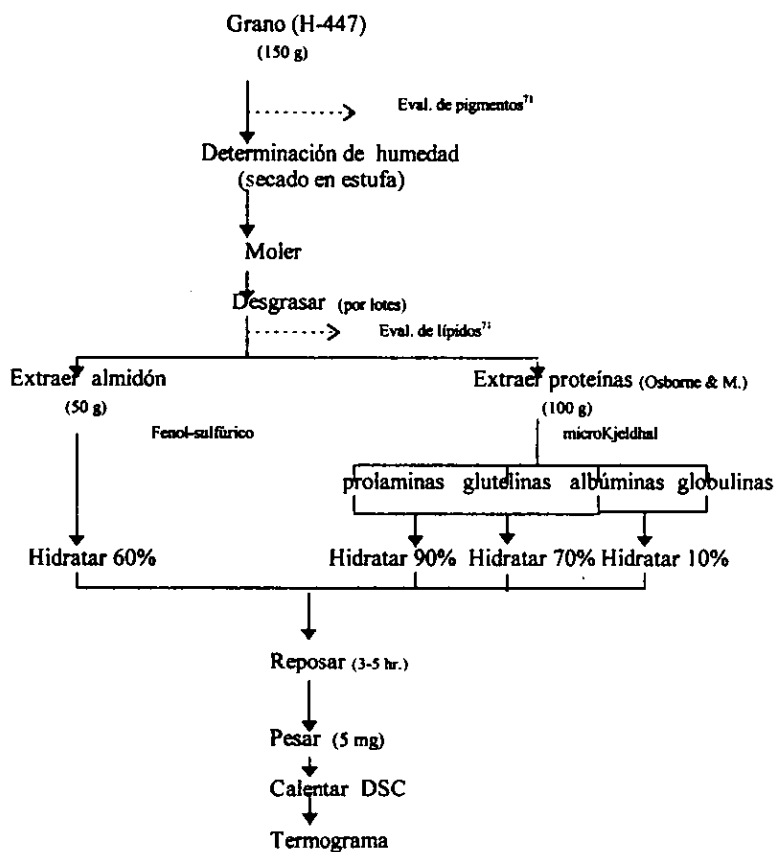 Grano (H-447)
(150 g)
Eval. de pigmentos⁷¹
Determinación de humedad
(secado en estufa)
Moler
Desgrasar (por lotes)
Eval. de lípidos⁷¹
Extraer almidón
(50 g)
Extraer proteínas (Osborne & M.)
(100 g)
Fenol-sulfúrico
microKjeldhal
prolaminas glutelinas albúminas globulinas
Hidratar 60% Hidratar 90% Hidratar 70% Hidratar 10%
Reposar (3-5 hr.)
Pesar (5 mg)
Calentar DSC
Termograma